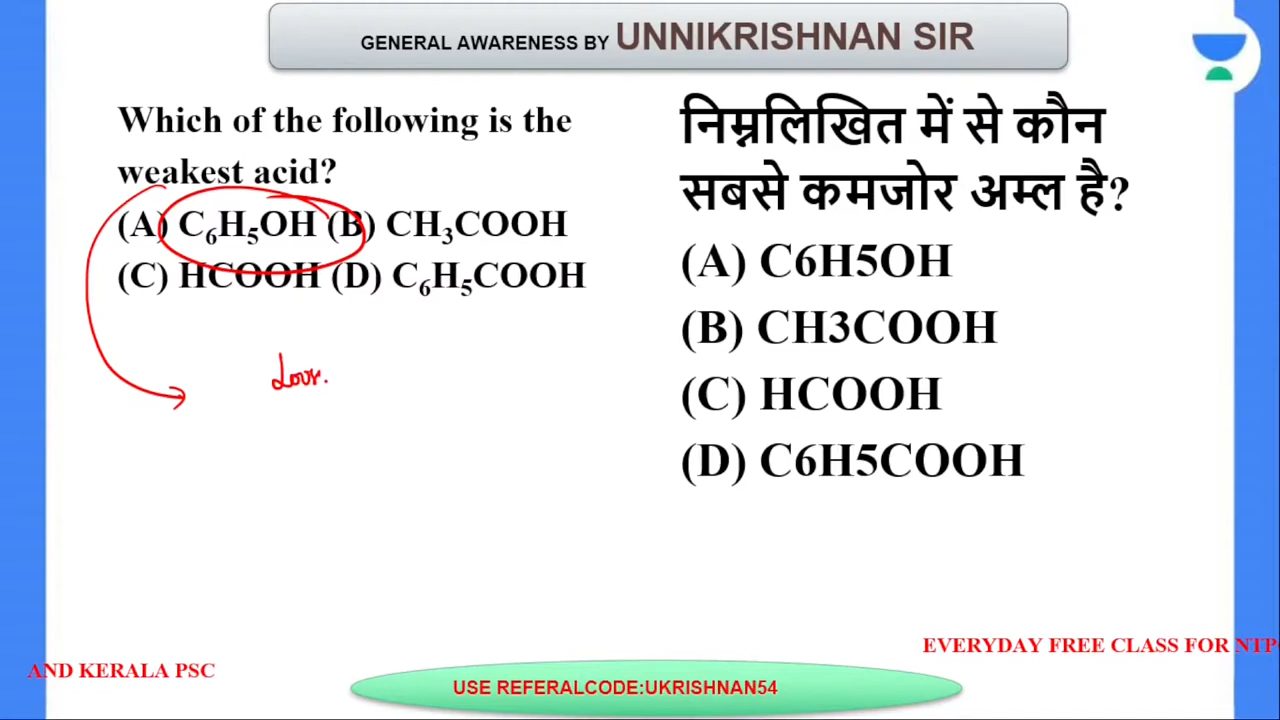 GENERAL AWARENESS BY UNNIKRISHNAN SIR
Which of the following is the
weakest acid?
(A) C₆H₅OH (B) CH₃COOH
(C) HCOOH (D) C₆H₅COOH
निम्नलिखित में से कौन
सबसे कमजोर अम्ल है?
(A) C6H5OH
(B) CH3COOH
(C) HCOOH
(D) C6H5COOH
EVERYDAY FREE CLASS FOR NTP
AND KERALA PSC
USE REFERALCODE:UKRISHNAN54